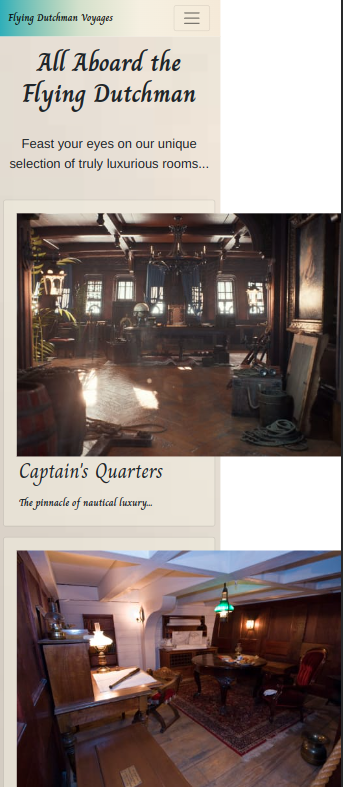 Flying Dutchman Voyages
All Aboard the
Flying Dutchman
Feast your eyes on our unique
selection of truly luxurious rooms...
Captain's Quarters
The pinnacle of nautical luxury...